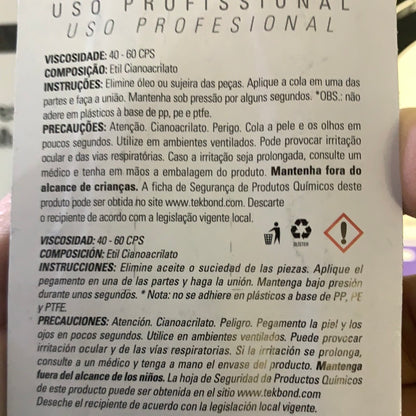 USO PROFISSIONAL
USO PROFESIONAL
VISCOSIDADE: 40 - 60 CPS
COMPOSIÇÃO: Etil Cianoacrilato
INSTRUÇÕES: Elimine óleo ou sujeira das peças. Aplique a cola em uma das
partes e faça a união. Mantenha sob pressão por alguns segundos. *OBS.: não
adere em plásticos à base de pp, pe e ptfe.
PRECAUÇÕES: Atenção. Cianoacrilato. Perigo. Cola a pele e os olhos em
poucos segundos. Utilize em ambientes ventilados. Pode provocar irritação
ocular e das vias respiratórias. Caso a irritação seja prolongada, consulte um
médico e tenha em mãos a embalagem do produto. Mantenha fora do
alcance de crianças. A ficha de Segurança de Produtos Químicos deste
produto pode ser obtida no site www.tekbond.com. Descarte
o recipiente de acordo com a legislação vigente local.
VISCOSIDAD: 40 - 60 CPS
COMPOSICIÓN: Etil Cianoacrilato
BLISTER
INSTRUCCIONES: Elimine aceite o suciedad de las piezas. Aplique el
pegamento en una de las partes y haga la unión. Mantenga bajo presión
durante unos segundos. * Nota: no se adhiere en plásticos a base de PP, PE
y PTFE.
PRECAUCIONES: Atención. Cianoacrilato. Peligro. Pegamento la piel y los
ojos en pocos segundos. Utilice en ambientes ventilados. Puede provocar
irritación ocular y de las vías respiratorias. Si la irritación se prolonga,
consulte a un médico y tenga a mano el envase del producto. Mantenga
fuera del alcance de los niños. La hoja de Seguridad de Productos Químicos
de este producto puede ser obtenida en el sitio www.tekbond.com
Deseche el recipiente de acuerdo con la legislación vigente local.